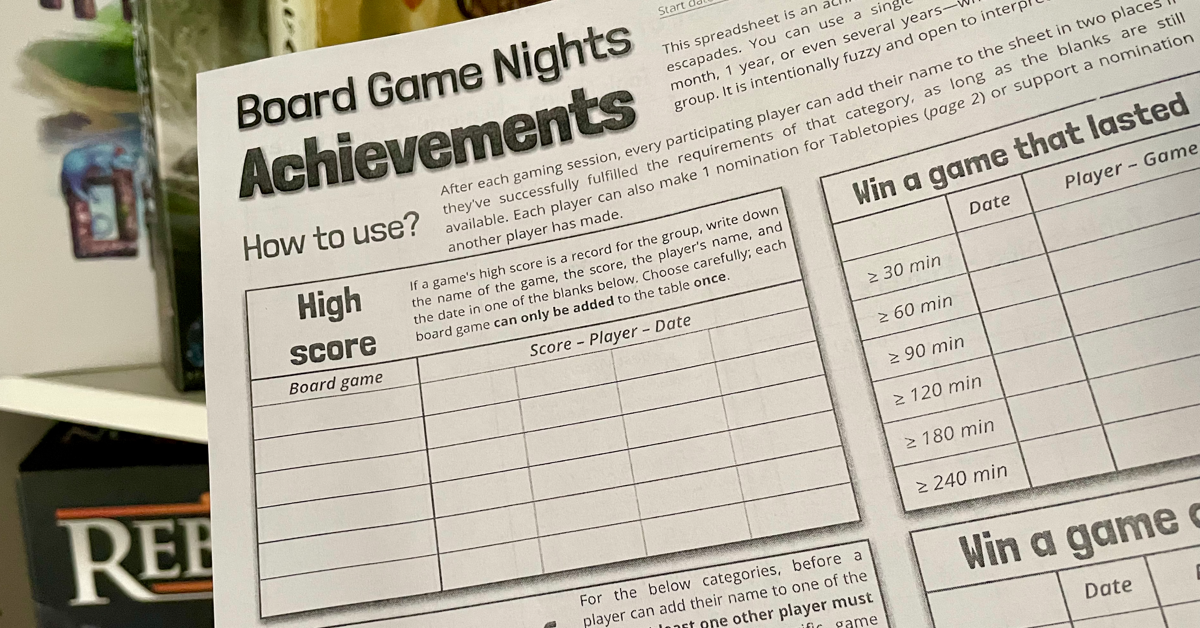 Board Game Nights
Achievements
This spreadsheet is an
escapades. You can use a single
month, 1 year, or even several years—
group. It is intentionally fuzzy and open to
How to use?
After each gaming session, every participating player can add their name to the sheet in two places
they've successfully fulfilled the requirements of that category, as long as the blanks are still
available. Each player can also make 1 nomination for Tabletopies (page 2) or support a nomination
another player has made.
High
score
If a game's high score is a record for the group, write down
the name of the game, the score, the player's name, and
the date in one of the blanks below. Choose carefully; each
board game can only be added to the table once.
Board game
Score – Player – Date
Win a game that lasted
Date
Player – Game
≥ 30 min
≥ 60 min
≥ 90 min
≥ 120 min
≥ 180 min
≥ 240 min
For the below categories, before a
player can add their name to one of the
one other player must
game
Win a game
Date
REB